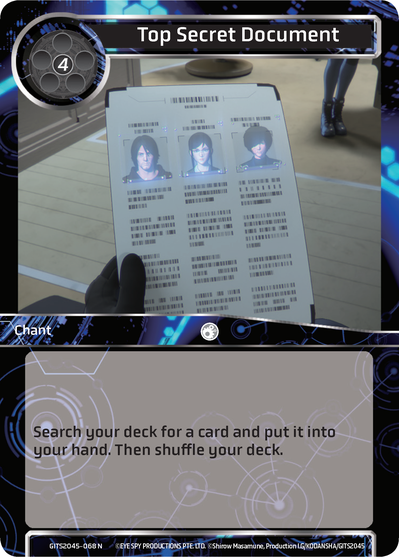 Top Secret Document
4
Chant
Search your deck for a card and put it into
your hand. Then shuffle your deck.
GITS2045-068 N ©EYE SPY PRODUCTIONS PTE. LTD. ©Shirow Masamune, Production I.G/KODANSHA/GITS2045